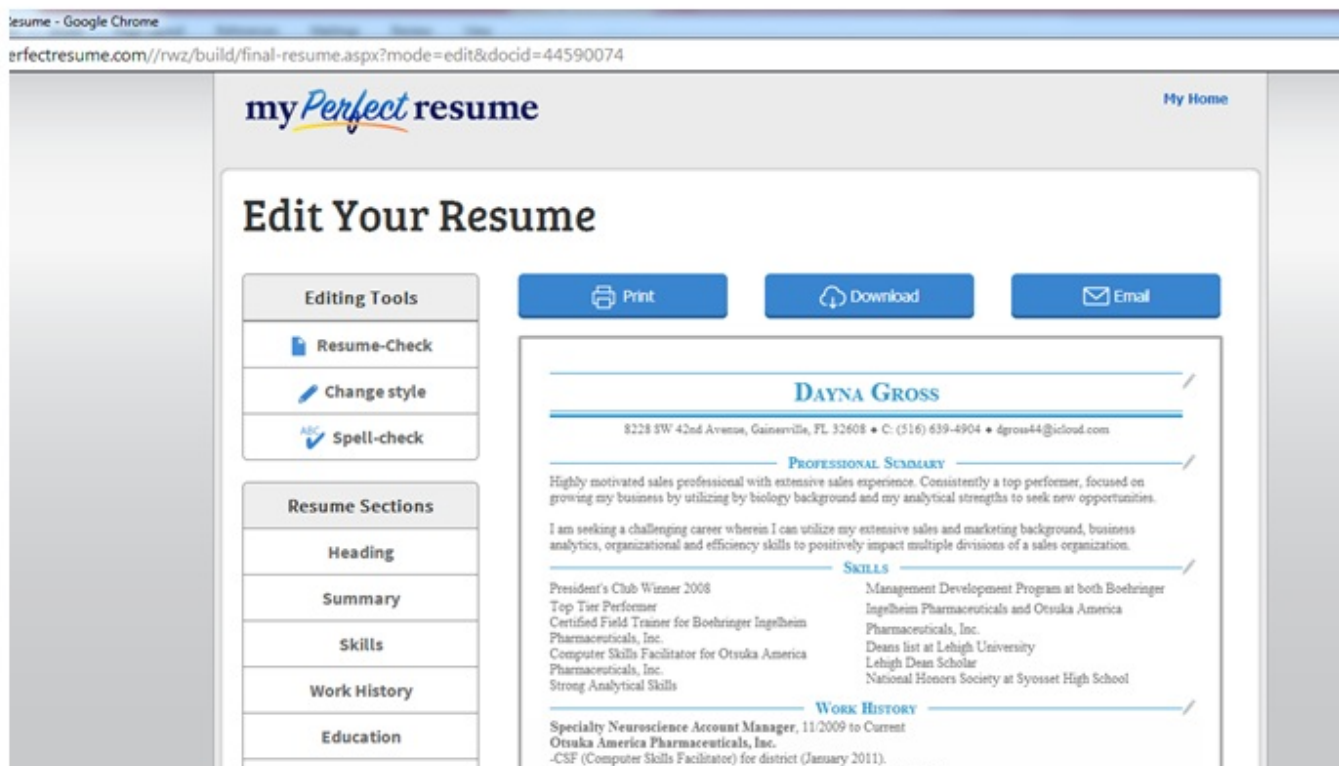 esume - Google Chrome
erfectresume.com//rwz/build/final-resume.aspx?mode=edit&docid=44590074
my Perfect resume
My Home
Edit Your Resume
Editing Tools
Resume-Check
Change style
ABC Spell-check
Resume Sections
Heading
Summary
Skills
Work History
Education
Print
Download
Email
DAYNA GROSS
8228 SW 42nd Avenue, Gainesville, FL 32608 ● C: (516) 639-4904 ● dgross44@icloud.com
PROFESSIONAL SUMMARY
Highly motivated sales professional with extensive sales experience. Consistently a top performer, focused on
growing my business by utilizing by biology background and my analytical strengths to seek new opportunities.
I am seeking a challenging career wherein I can utilize my extensive sales and marketing background, business
analytics, organizational and efficiency skills to positively impact multiple divisions of a sales organization.
SKILLS
President's Club Winner 2008
Top Tier Performer
Certified Field Trainer for Boehringer Ingelheim
Pharmaceuticals, Inc.
Computer Skills Facilitator for Otsuka America
Pharmaceuticals, Inc.
Strong Analytical Skills
Management Development Program at both Boehringer
Ingelheim Pharmaceuticals and Otsuka America
Pharmaceuticals, Inc.
Deans list at Lehigh University
Lehigh Dean Scholar
National Honors Society at Syosset High School
WORK HISTORY
Specialty Neuroscience Account Manager, 11/2009 to Current
Otsuka America Pharmaceuticals, Inc.
-CSF (Computer Skills Facilitator) for district (January 2011).